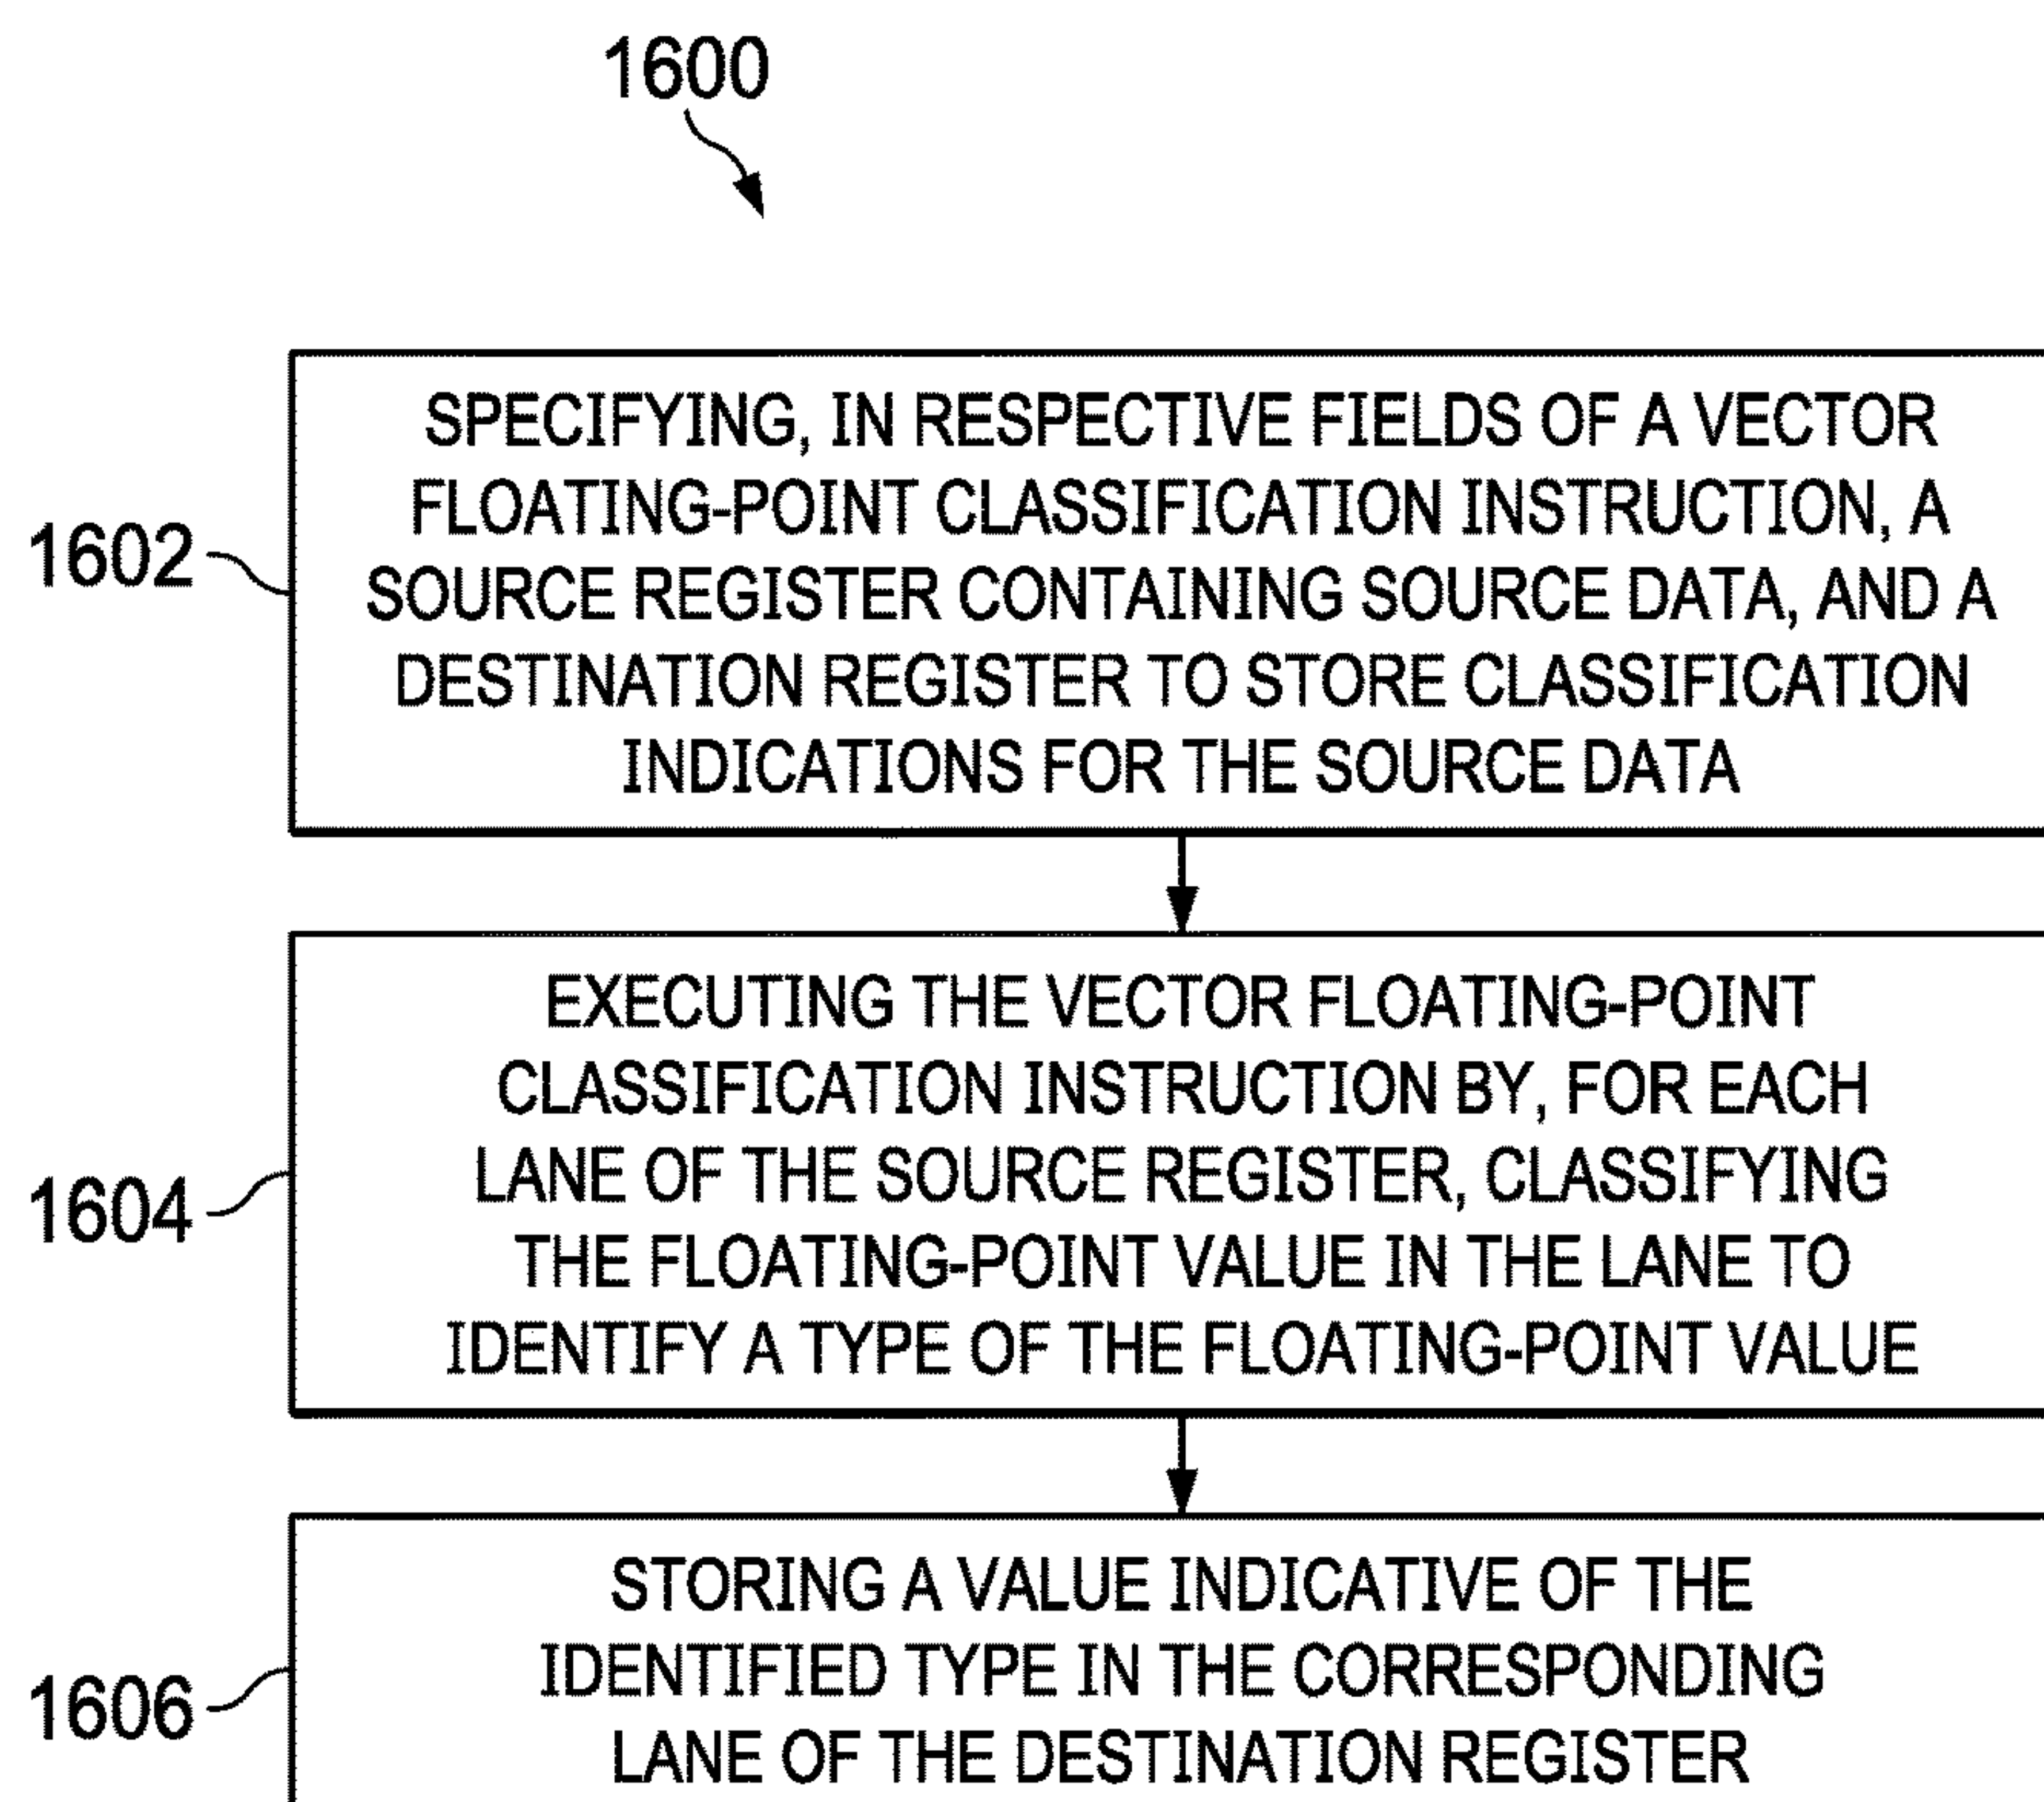 1600
1602
SPECIFYING, IN RESPECTIVE FIELDS OF A VECTOR
FLOATING-POINT CLASSIFICATION INSTRUCTION, A
SOURCE REGISTER CONTAINING SOURCE DATA, AND A
DESTINATION REGISTER TO STORE CLASSIFICATION
INDICATIONS FOR THE SOURCE DATA
1604
EXECUTING THE VECTOR FLOATING-POINT
CLASSIFICATION INSTRUCTION BY, FOR EACH
LANE OF THE SOURCE REGISTER, CLASSIFYING
THE FLOATING-POINT VALUE IN THE LANE TO
IDENTIFY A TYPE OF THE FLOATING-POINT VALUE
1606
STORING A VALUE INDICATIVE OF THE
IDENTIFIED TYPE IN THE CORRESPONDING
LANE OF THE DESTINATION REGISTER